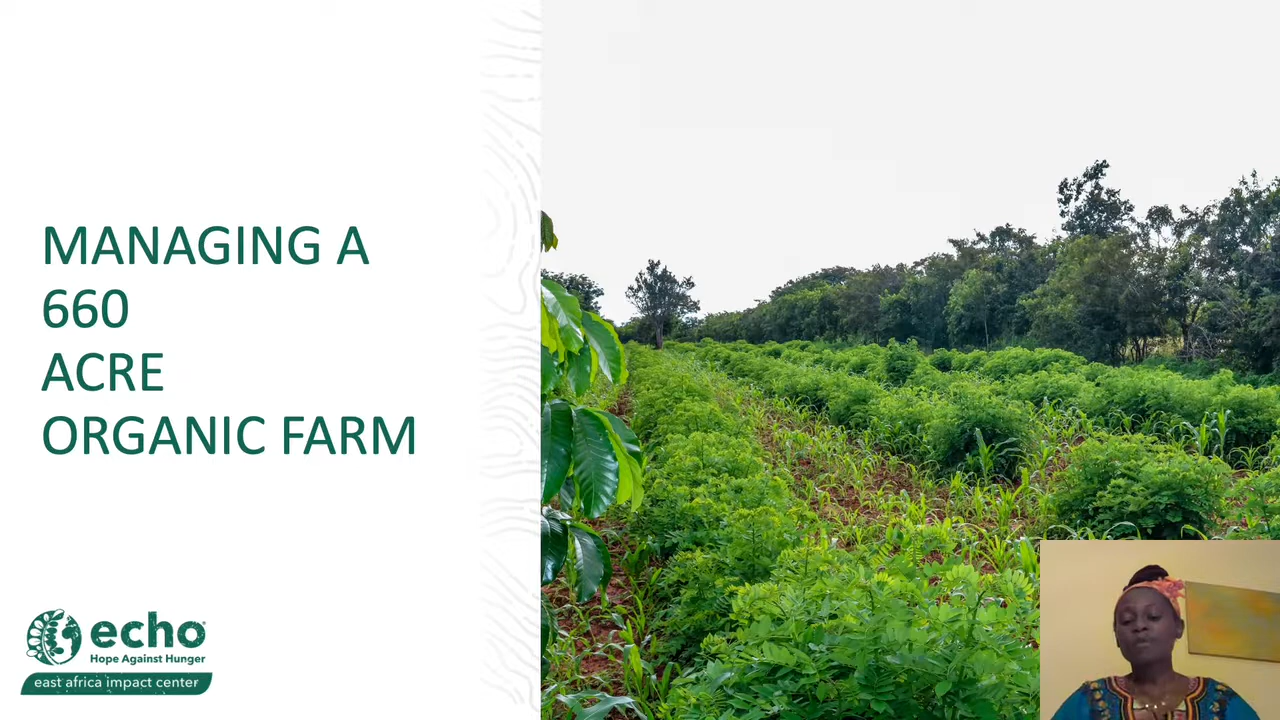 MANAGING A
660
ACRE
ORGANIC FARM
echo
Hope Against Hunger
east africa impact center